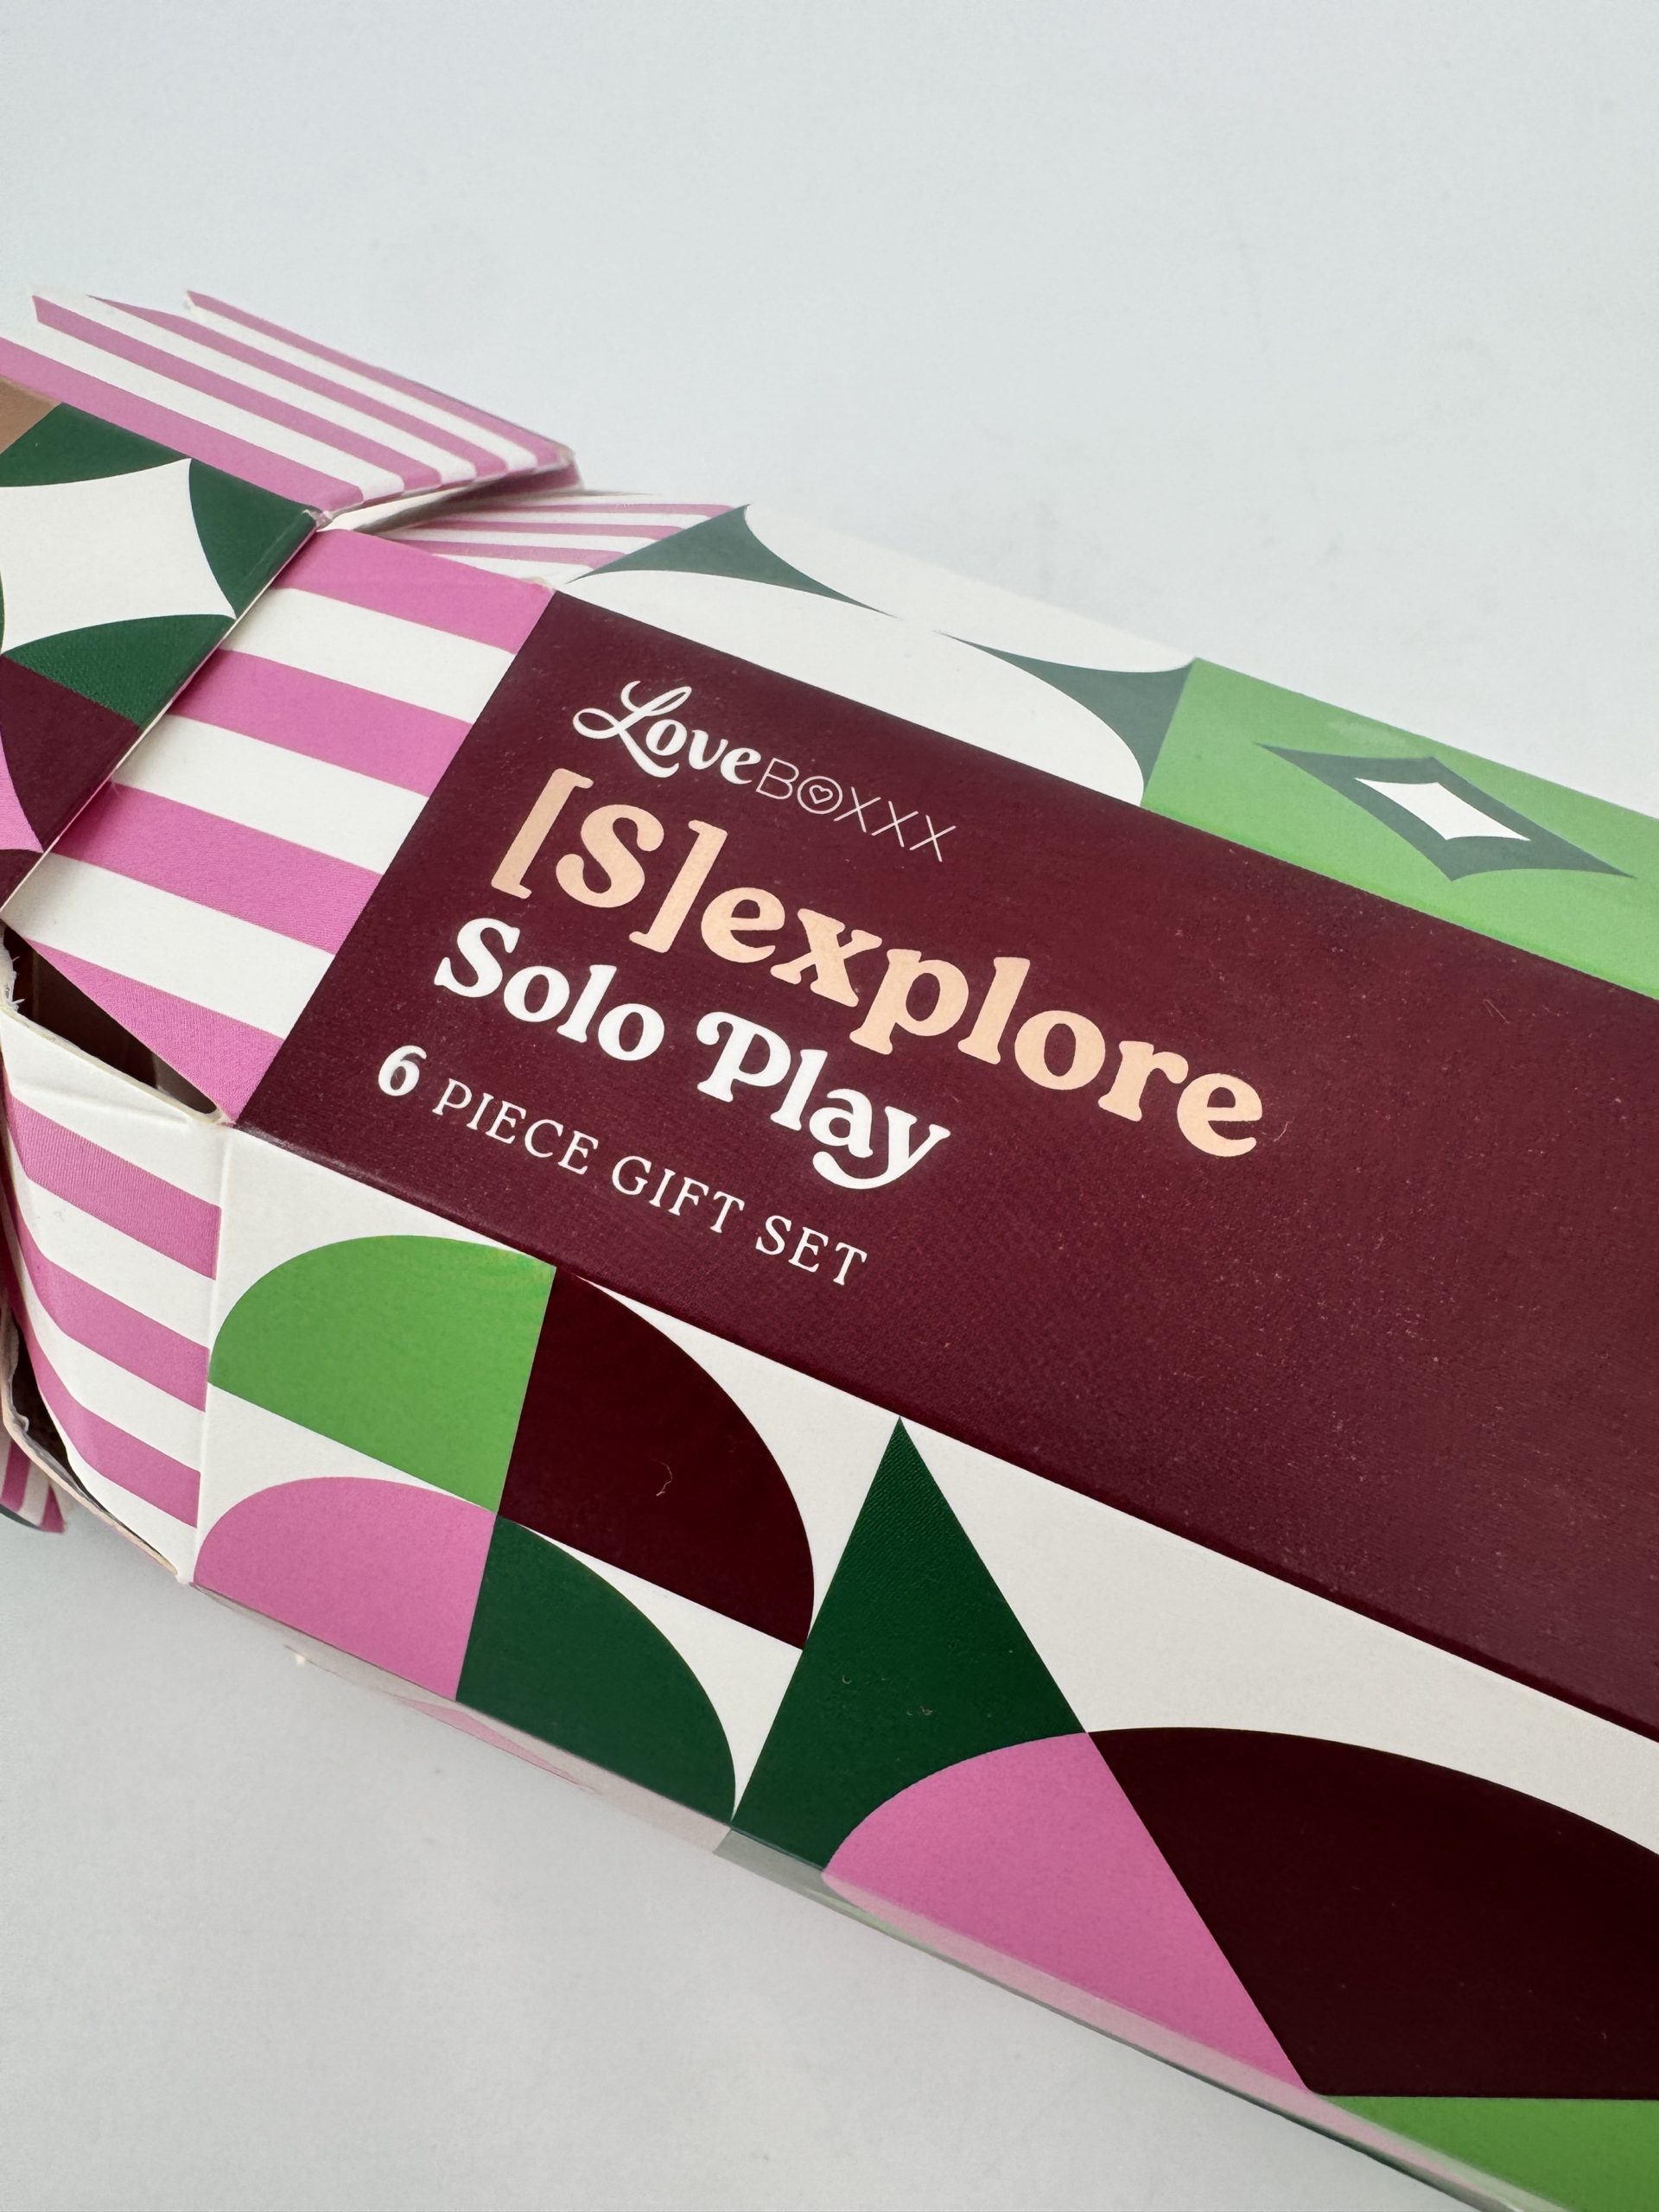 LoveBOXXX
[S]explore
Solo Play
6 PIECE GIFT SET